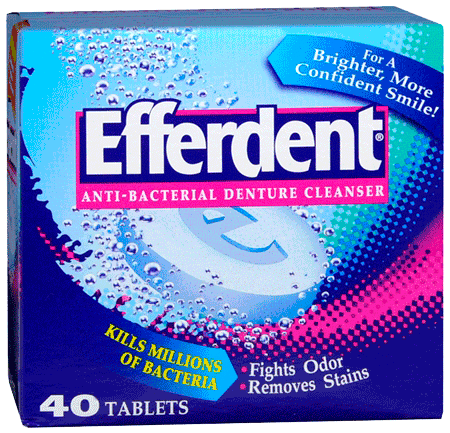 For A
Brighter, More
Confident Smile!
Efferdent®
ANTI-BACTERIAL DENTURE CLEANSER
KILLS MILLIONS
OF BACTERIA
• Fights Odor
• Removes Stains
40 TABLETS